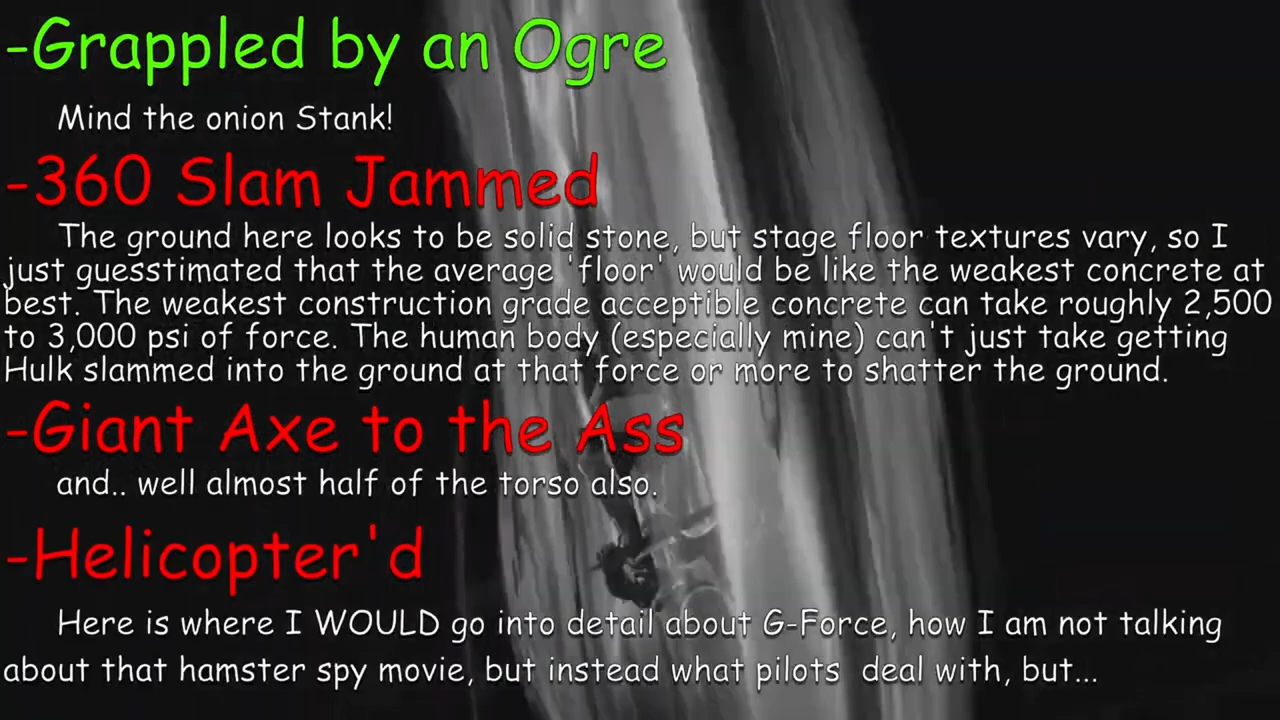 -Grappled by an Ogre
Mind the onion Stank!
-360 Slam Jammed
The ground here looks to be solid stone, but stage floor textures vary, so I
just guesstimated that the average 'floor' would be like the weakest concrete at
best. The weakest construction grade acceptible concrete can take roughly 2,500
to 3,000 psi of force. The human body (especially mine) can't just take getting
Hulk slammed into the ground at that force or more to shatter the ground.
-Giant Axe to the Ass
and.. well almost half of the torso also.
-Helicopter'd
Here is where I WOULD go into detail about G-Force, how I am not talking
about that hamster spy movie, but instead what pilots  deal with, but...